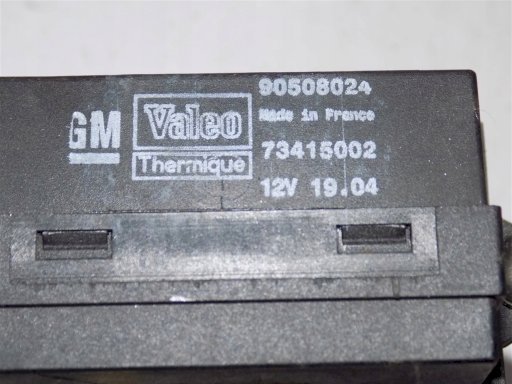 GM
Valeo
Thermique
90508024
Made in France
73415002
12V 19.04